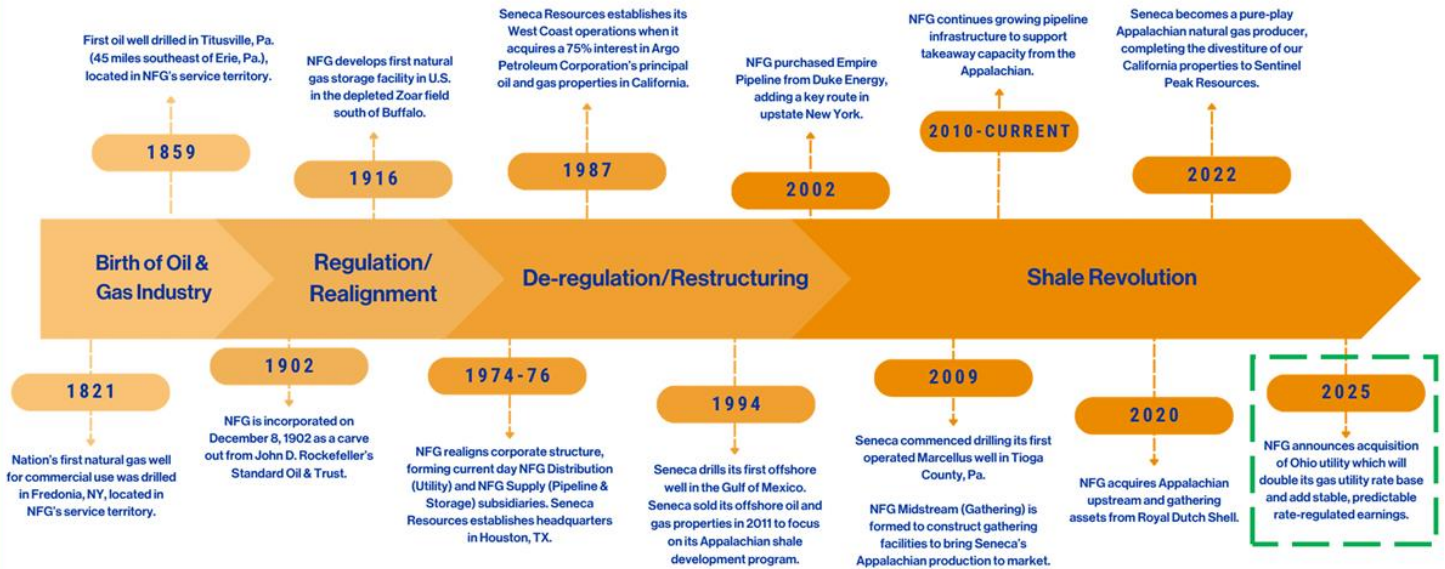 First oil well drilled in Titusville, Pa.
(45 miles southeast of Erie, Pa.),
located in NFG's service territory.
1859
NFG develops first natural
gas storage facility in U.S.
in the depleted Zoar field
south of Buffalo.
1916
Seneca Resources establishes its
West Coast operations when it
acquires a 75% interest in Argo
Petroleum Corporation's principal
oil and gas properties in California.
1987
NFG purchased Empire
Pipeline from Duke Energy,
adding a key route in
upstate New York.
2002
NFG continues growing pipeline
infrastructure to support
takeaway capacity from the
Appalachian.
2010-CURRENT
Seneca becomes a pure-play
Appalachian natural gas producer,
completing the divestiture of our
California properties to Sentinel
Peak Resources.
2022
Birth of Oil &
Gas Industry
Regulation/
Realignment
De-regulation/Restructuring
Shale Revolution
1821
Nation's first natural gas well
for commercial use was drilled
in Fredonia, NY, located in
NFG's service territory.
1902
NFG is incorporated on
December 8, 1902 as a carve
out from John D. Rockefeller's
Standard Oil & Trust.
1974-76
NFG realigns corporate structure,
forming current day NFG Distribution
(Utility) and NFG Supply (Pipeline &
Storage) subsidiaries. Seneca
Resources establishes headquarters
in Houston, TX.
1994
Seneca drills its first offshore
well in the Gulf of Mexico.
Seneca sold its offshore oil and
gas properties in 2011 to focus
on its Appalachian shale
development program.
2009
Seneca commenced drilling its first
operated Marcellus well in Tioga
County, Pa.
NFG Midstream (Gathering) is
formed to construct gathering
facilities to bring Seneca's
Appalachian production to market.
2020
NFG acquires Appalachian
upstream and gathering
assets from Royal Dutch Shell.
2025
NFG announces acquisition
of Ohio utility which will
double its gas utility rate base
and add stable, predictable
rate-regulated earnings.